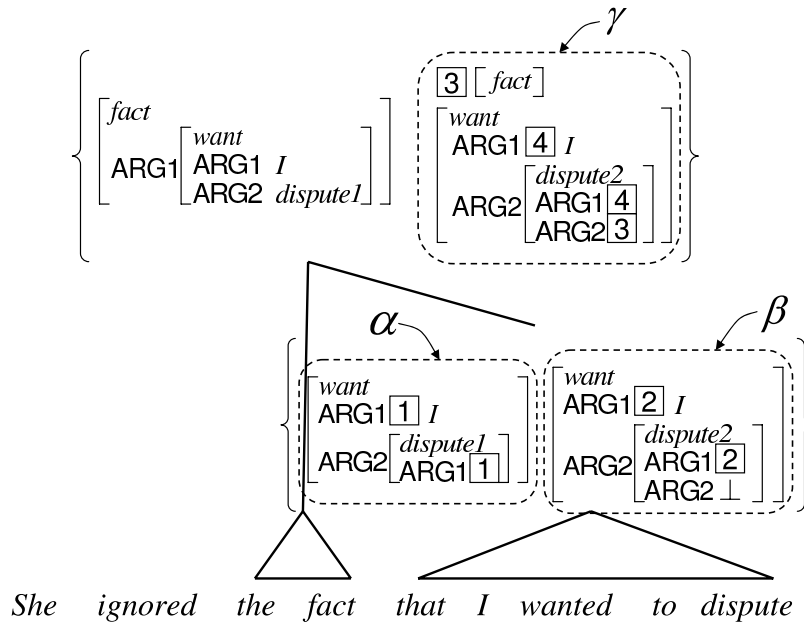 γ
fact
ARG1
want
ARG1 I
ARG2 dispute1
3 fact
want
ARG1 4 I
ARG2
dispute2
ARG1 4
ARG2 3
α
β
want
ARG1 1 I
ARG2
dispute1
ARG1 1
want
ARG1 2 I
ARG2
dispute2
ARG1 2
ARG2 ⊥
She ignored the fact that I wanted to dispute